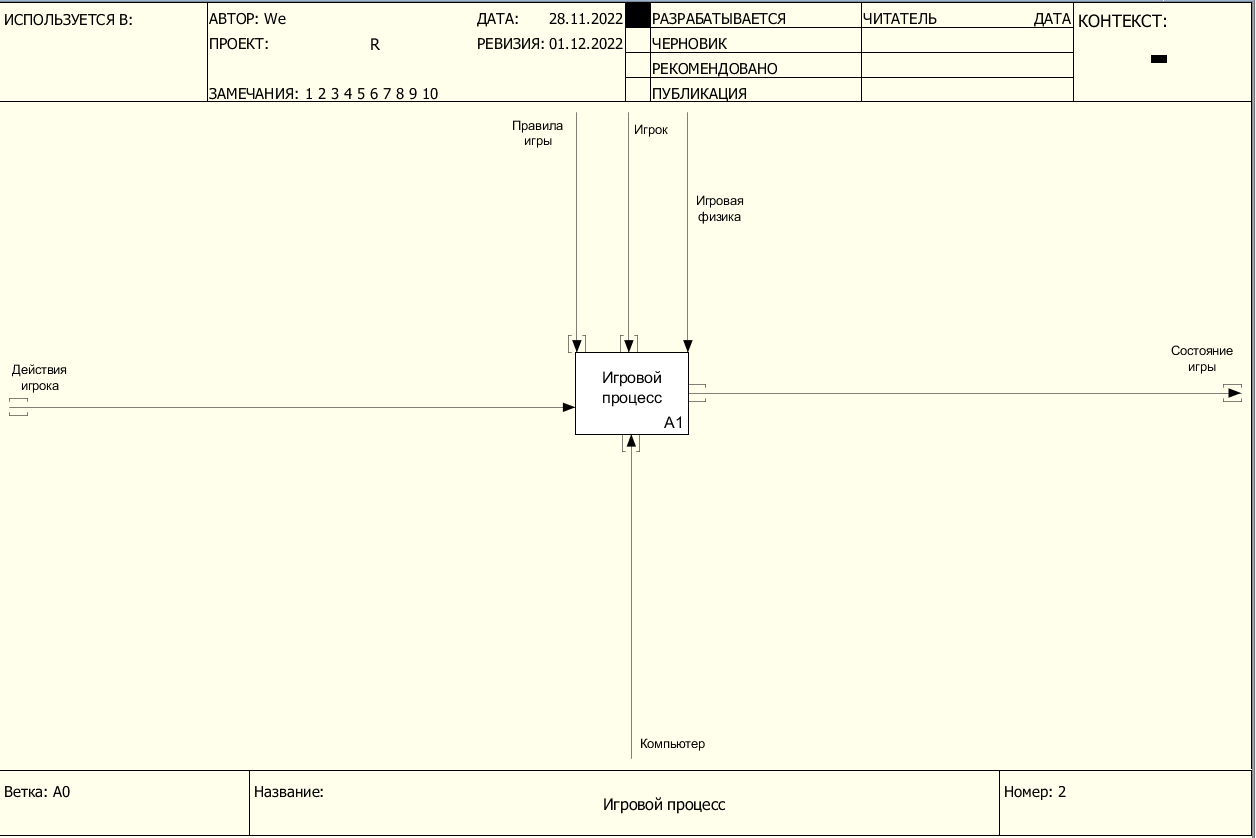 ИСПОЛЬЗУЕТСЯ В:
АВТОР: We
ДАТА: 28.11.2022
РАЗРАБАТЫВАЕТСЯ
ЧИТАТЕЛЬ
ДАТА
КОНТЕКСТ:
ПРОЕКТ: R
РЕВИЗИЯ: 01.12.2022
ЧЕРНОВИК
РЕКОМЕНДОВАНО
ЗАМЕЧАНИЯ: 1 2 3 4 5 6 7 8 9 10
ПУБЛИКАЦИЯ
Правила
игры
Игрок
Игровая
физика
Действия
игрока
Игровой
процесс
A1
Состояние
игры
Компьютер
Ветка: A0
Название:
Игровой процесс
Номер: 2